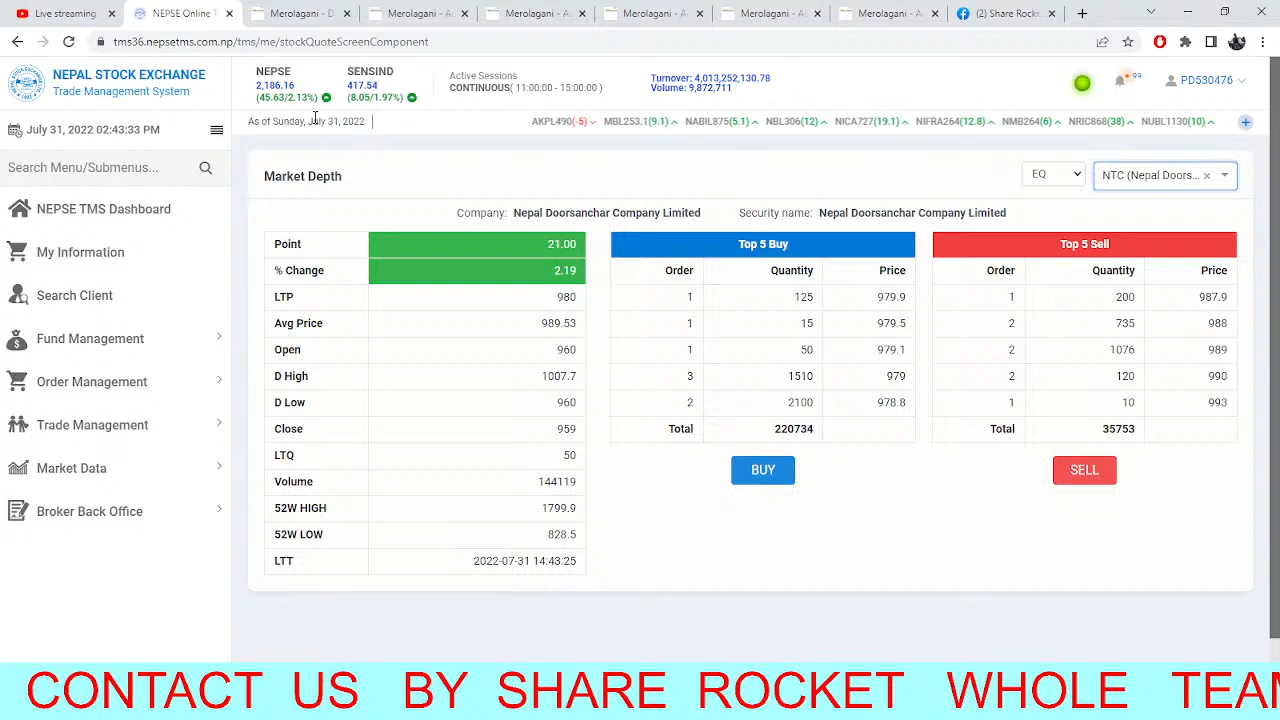 Live streaming
NEPSE Online T
Merolagani - D
Merolagani - A
Merolagani - A
Merolagani - A
Merolagani - A
Merolagani - A
(2) Share Rocke
tms36.nepsetms.com.np/tms/me/stockQuoteScreenComponent
NEPAL STOCK EXCHANGE
Trade Management System
NEPSE
2,186.16
(45.63/2.13%)
SENSIND
417.54
(8.05/1.97%)
Active Sessions
CONTINUOUS( 11:00:00 - 15:00:00 )
Turnover: 4,013,252,130.78
Volume: 9,872,711
99
PD530476
July 31, 2022 02:43:33 PM
As of Sunday, July 31, 2022
AKPL490(-5) MBL253.1(9.1) NABIL875(5.1) NBL306(12) NICA727(19.1) NIFRA264(12.8) NMB264(6) NRIC868(38) NUBL1130(10)
Search Menu/Submenus...
NEPSE TMS Dashboard
My Information
Search Client
Fund Management
Order Management
Trade Management
Market Data
Broker Back Office
Market Depth
EQ
NTC (Nepal Doors...
Company: Nepal Doorsanchar Company Limited
Security name: Nepal Doorsanchar Company Limited
Point 21.00
% Change 2.19
LTP 980
Avg Price 989.53
Open 960
D High 1007.7
D Low 960
Close 959
LTQ 50
Volume 144119
52W HIGH 1799.9
52W LOW 828.5
LTT 2022-07-31 14:43:25
Top 5 Buy
Order Quantity Price
1 125 979.9
1 15 979.5
1 50 979.1
3 1510 979
2 2100 978.8
Total 220734
BUY
Top 5 Sell
Order Quantity Price
1 200 987.9
2 735 988
2 1076 989
2 120 990
1 10 993
Total 35753
SELL
CONTACT US BY SHARE ROCKET WHOLE TEAM